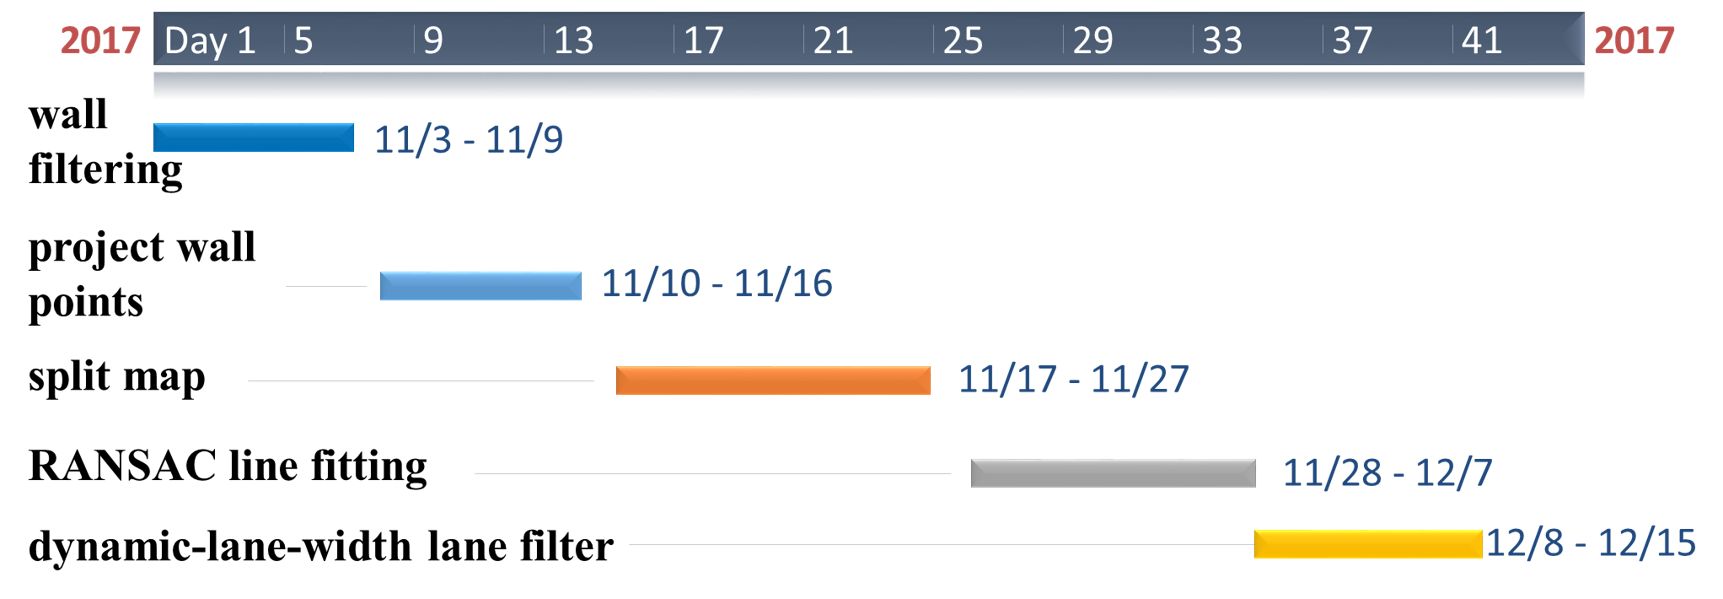 2017 Day 1 5 9 13 17 21 25 29 33 37 41 2017
wall
filtering
11/3 - 11/9
project wall
points
11/10 - 11/16
split map
11/17 - 11/27
RANSAC line fitting
11/28 - 12/7
dynamic-lane-width lane filter
12/8 - 12/15